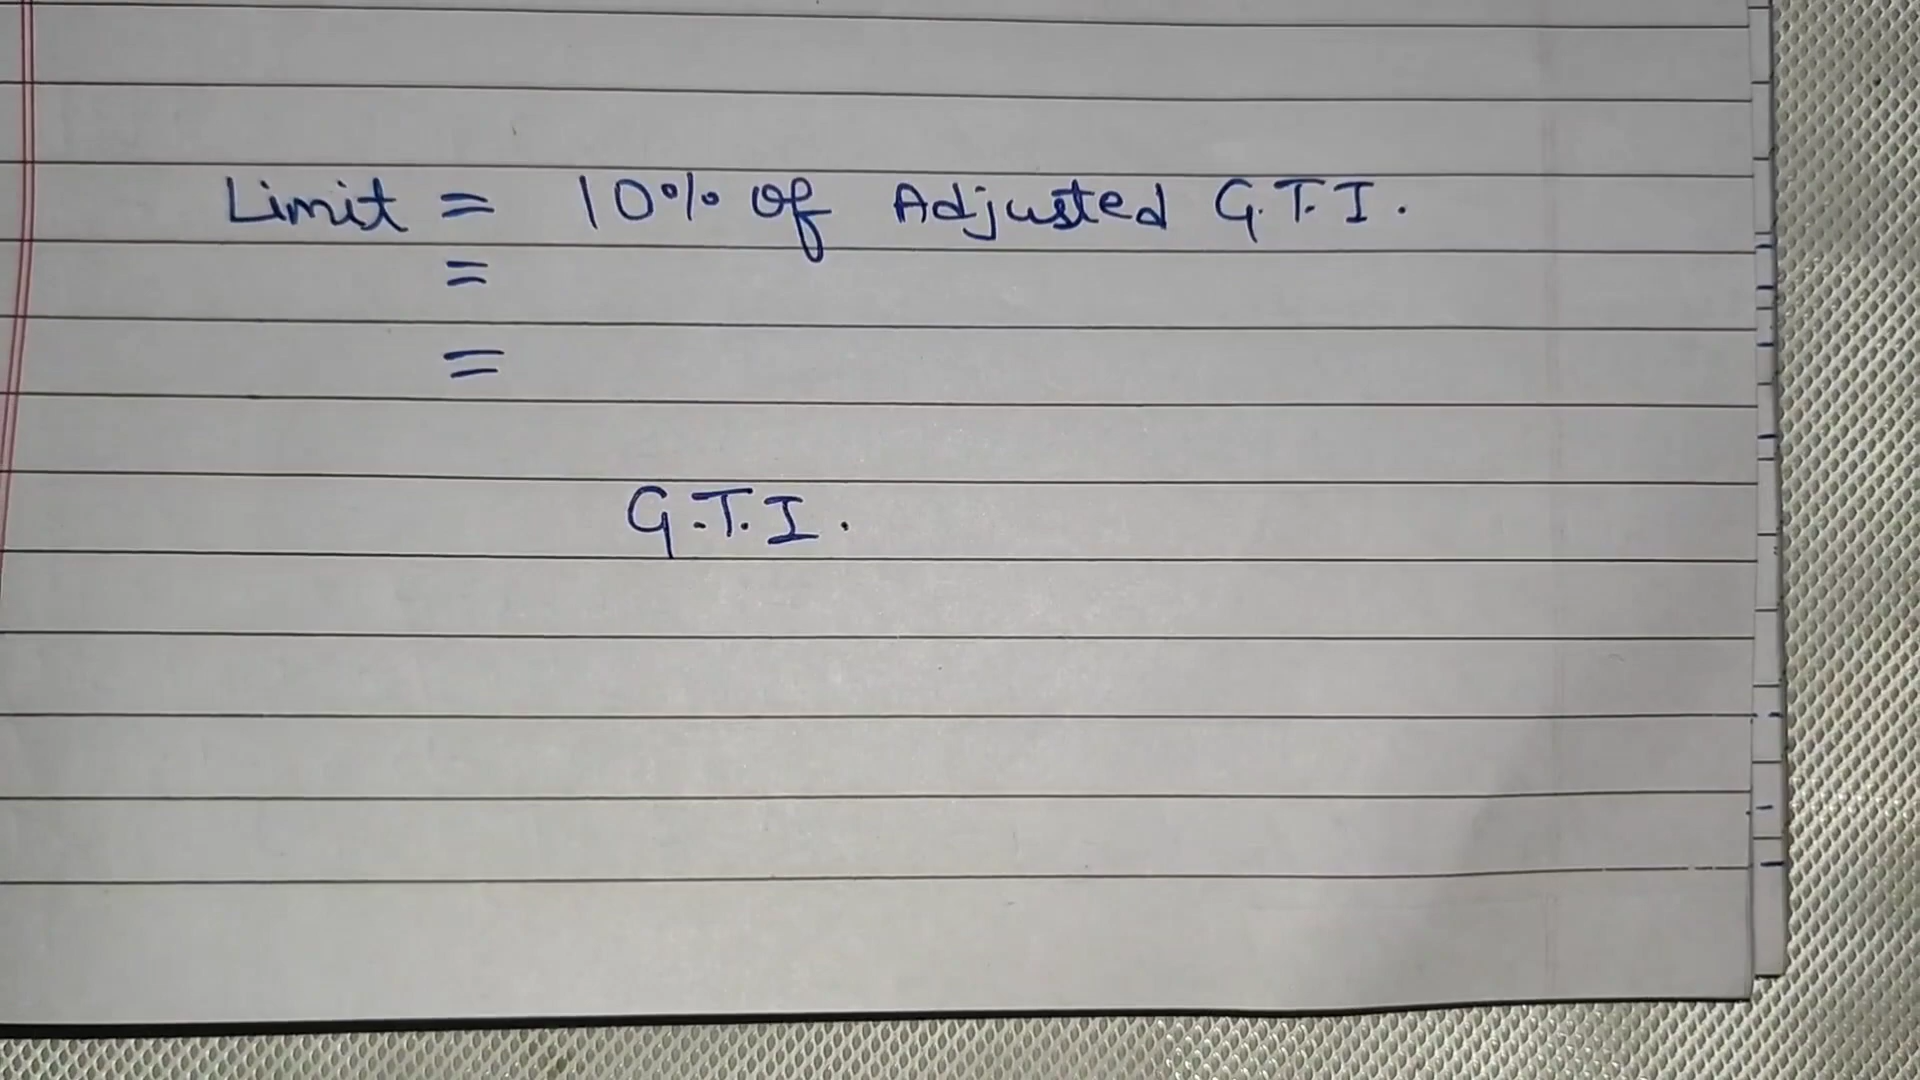 Limit = 10% of Adjusted G.T.I.
=
=
G.T.I.